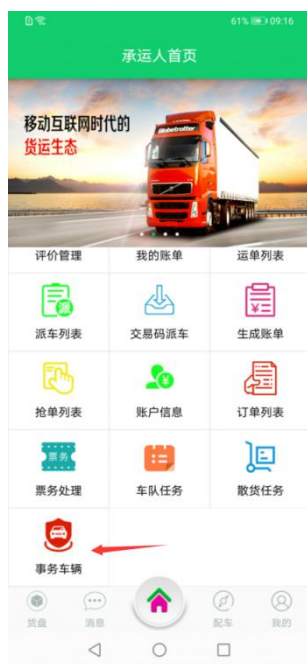 61% 09:16
承运人首页
移动互联网时代的
货运生态
Globetrotter
评价管理 我的账单 运单列表
派
派车列表 交易码派车 生成账单
抢单列表 账户信息 订单列表
票务
票务处理 车队任务 散货任务
事务车辆
货盘 消息 配车 我的